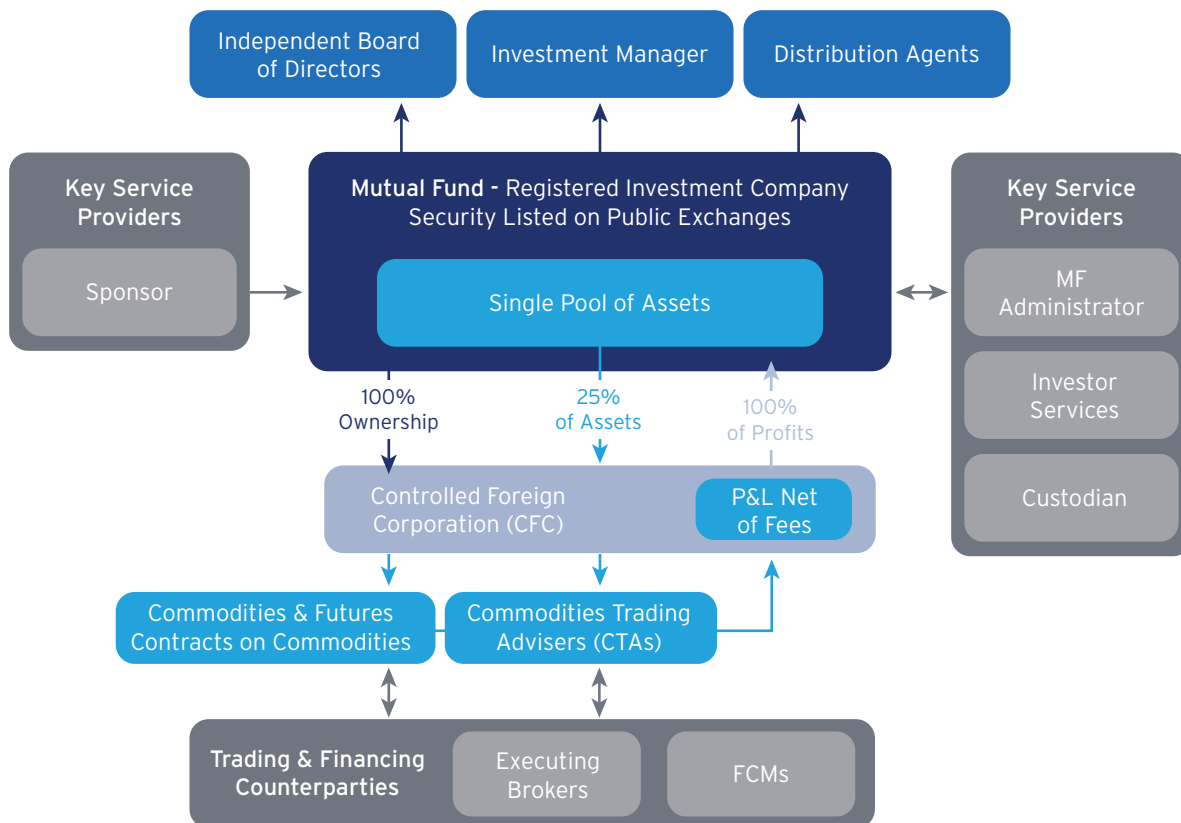 Independent Board
of Directors
Investment Manager
Distribution Agents
Key Service
Providers
Sponsor
Mutual Fund - Registered Investment Company
Security Listed on Public Exchanges
Single Pool of Assets
Key Service
Providers
MF
Administrator
Investor
Services
Custodian
100%
Ownership
25%
of Assets
100%
of Profits
Controlled Foreign
Corporation (CFC)
P&L Net
of Fees
Commodities & Futures
Contracts on Commodities
Commodities Trading
Advisers (CTAs)
Trading & Financing
Counterparties
Executing
Brokers
FCMs